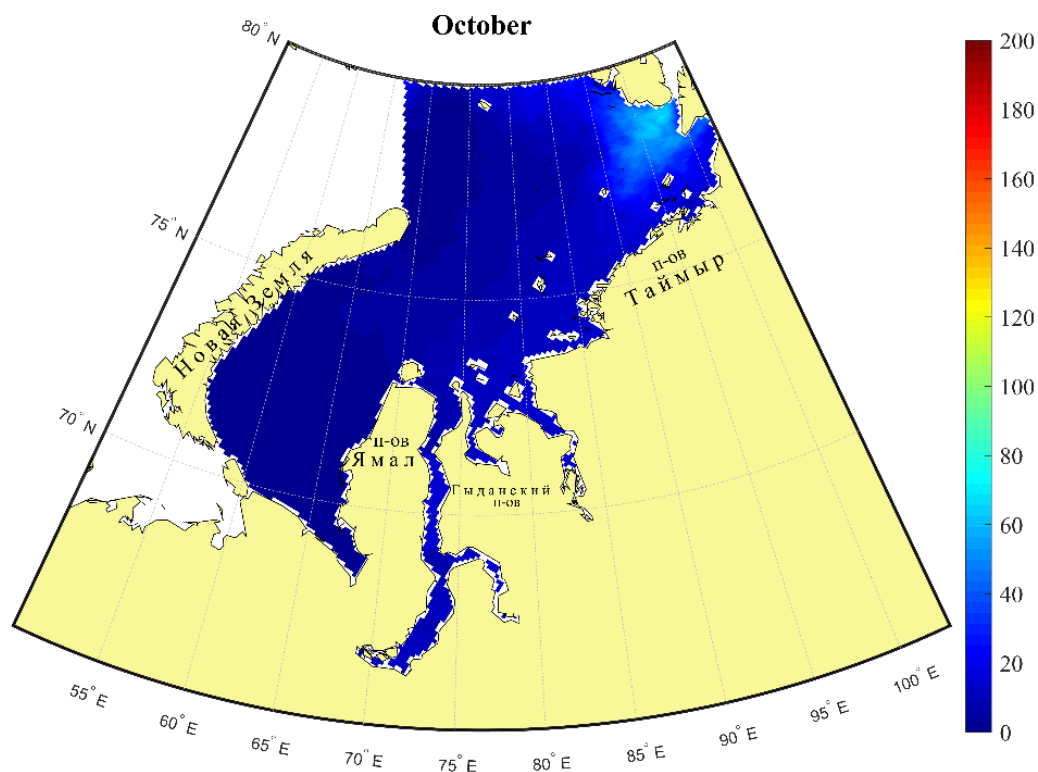 October
80° N
75° N
70° N
Новая Земля
п-ов
Таймыр
п-ов
Ямал
Гыданский
п-ов
55° E
60° E
65° E
70° E
75° E
80° E
85° E
90° E
95° E
100° E
200
180
160
140
120
100
80
60
40
20
0